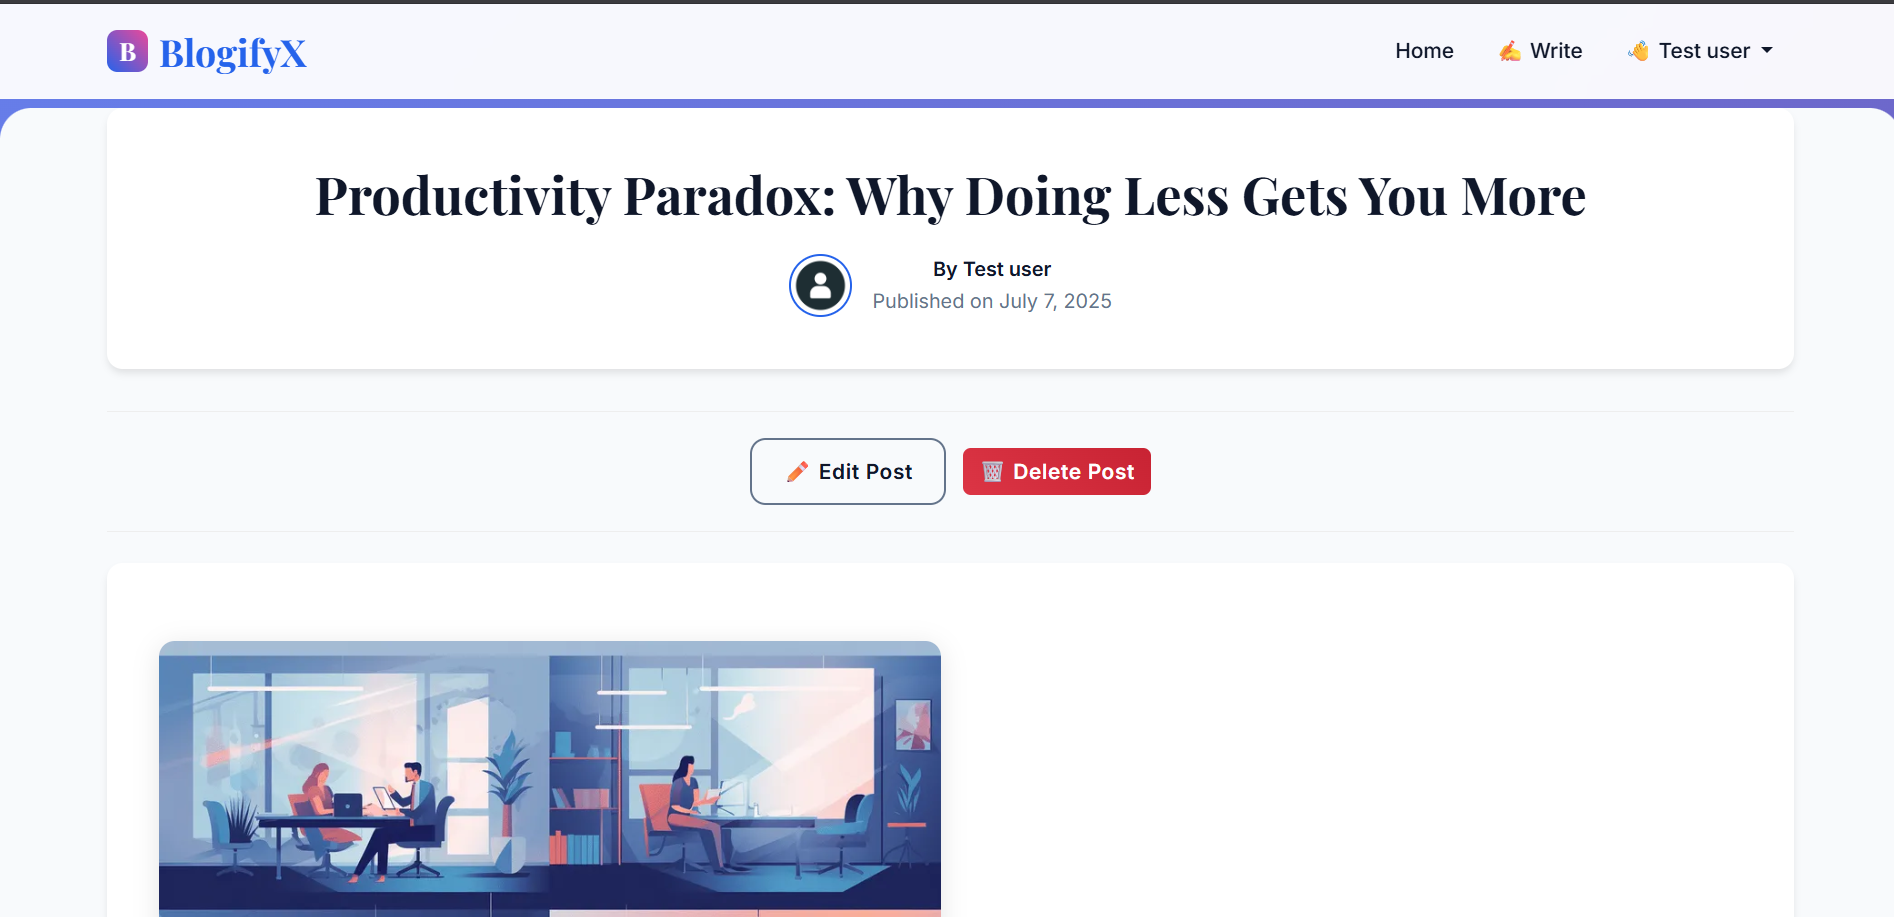 B BlogifyX
Home ✍️ Write 👋 Test user
Productivity Paradox: Why Doing Less Gets You More
By Test user
Published on July 7, 2025
✏️ Edit Post 🗑️ Delete Post